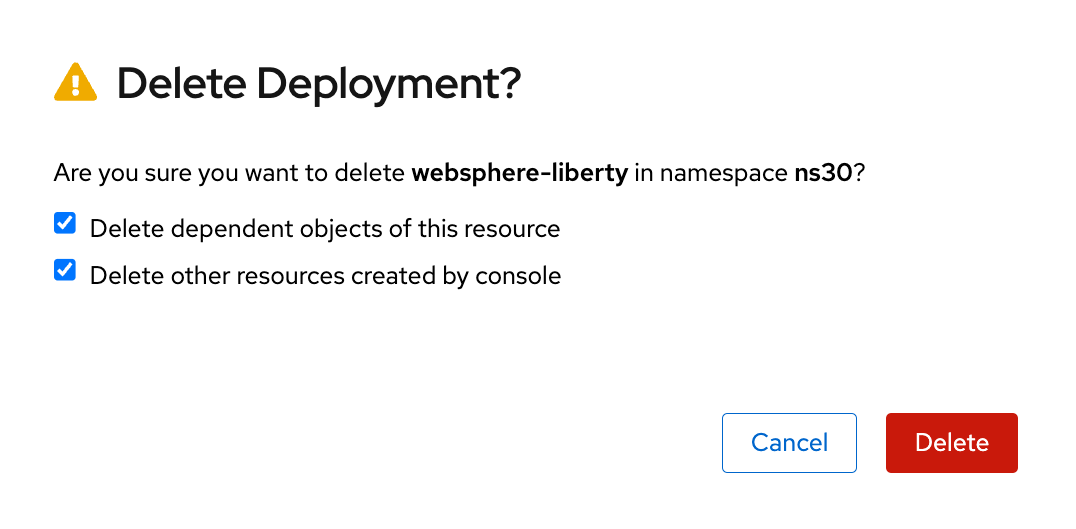 Delete Deployment?
Are you sure you want to delete websphere-liberty in namespace ns30?
Delete dependent objects of this resource
Delete other resources created by console
Cancel
Delete